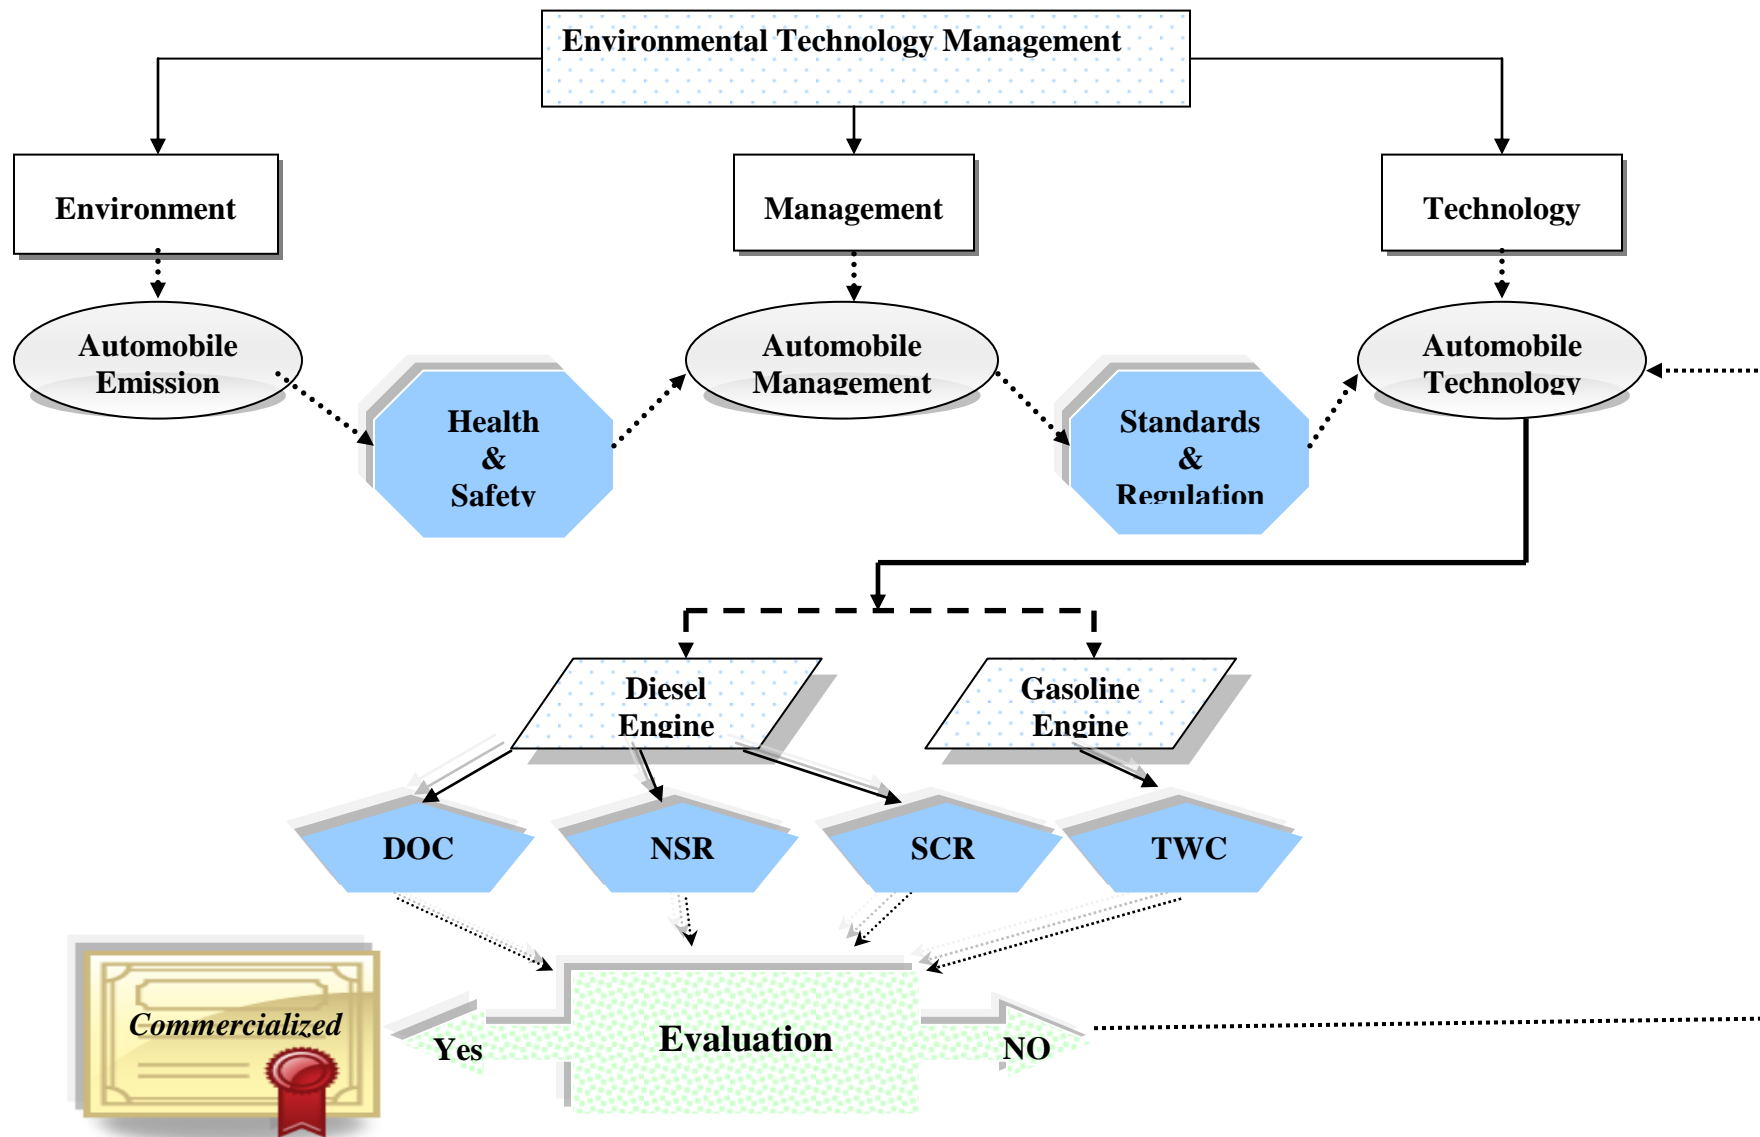 Environmental Technology Management
Environment
Management
Technology
Automobile
Emission
Automobile
Management
Automobile
Technology
Health
&
Safety
Standards
&
Regulation
Diesel
Engine
Gasoline
Engine
DOC
NSR
SCR
TWC
Commercialized
Yes
Evaluation
NO